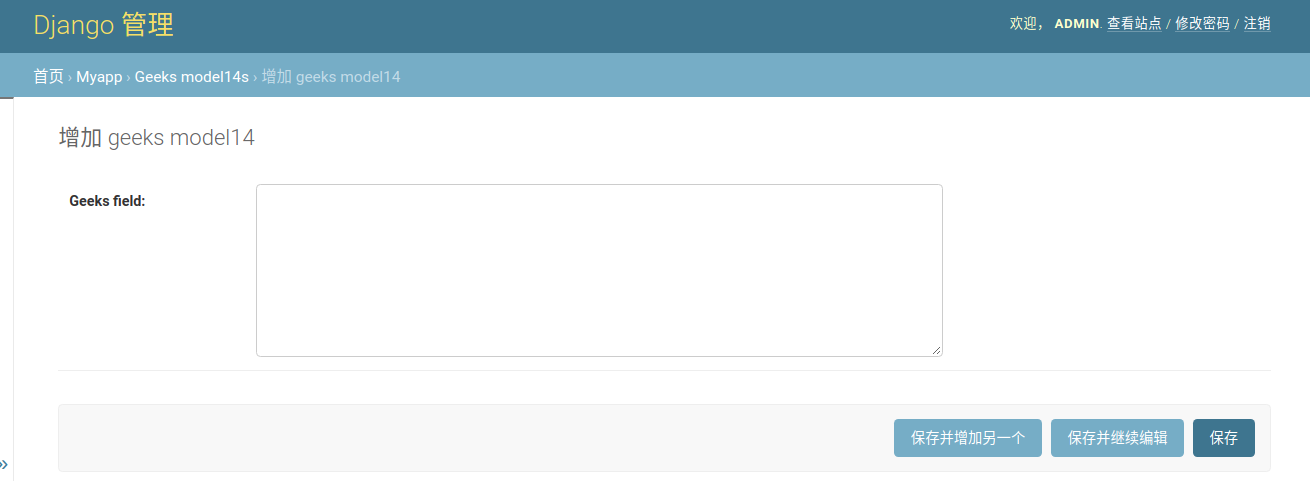 Django 管理
欢迎， ADMIN. 查看站点 / 修改密码 / 注销
首页 › Myapp › Geeks model14s › 增加 geeks model14
增加 geeks model14
Geeks field:
保存并增加另一个 保存并继续编辑 保存
»